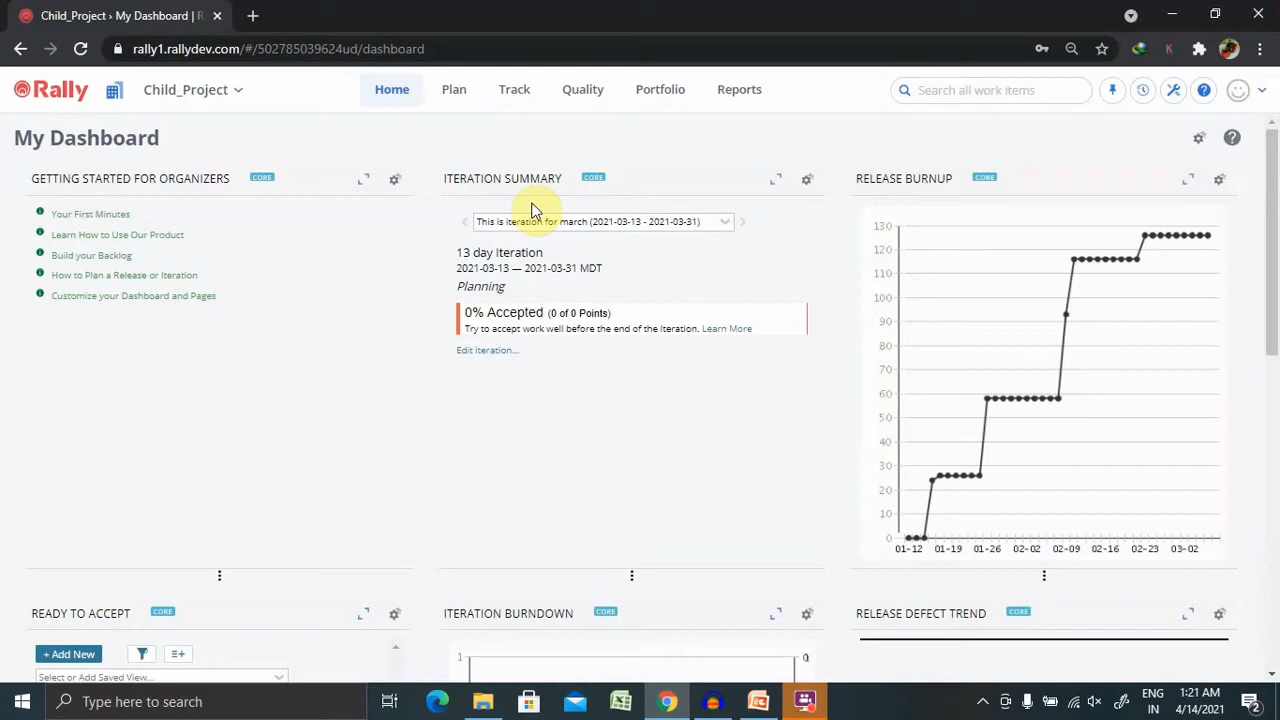 Child_Project › My Dashboard | R
rally1.rallydev.com/#/502785039624ud/dashboard
K
Rally
Child_Project
Home
Plan
Track
Quality
Portfolio
Reports
Search all work items
My Dashboard
GETTING STARTED FOR ORGANIZERS
CORE
Your First Minutes
Learn How to Use Our Product
Build your Backlog
How to Plan a Release or Iteration
Customize your Dashboard and Pages
ITERATION SUMMARY
CORE
This is iteration for march (2021-03-13 - 2021-03-31)
13 day Iteration
2021-03-13 — 2021-03-31 MDT
Planning
0% Accepted (0 of 0 Points)
Try to accept work well before the end of the Iteration. Learn More
Edit Iteration...
RELEASE BURNUP
CORE
130
120
110
100
90
80
70
60
50
40
30
20
10
0
01-12 01-19 01-26 02-02 02-09 02-16 02-23 03-02
READY TO ACCEPT
CORE
+ Add New
Select or Add Saved View...
ITERATION BURNDOWN
CORE
1
0
RELEASE DEFECT TREND
CORE
Type here to search
ENG
IN
1:21 AM
4/14/2021
2